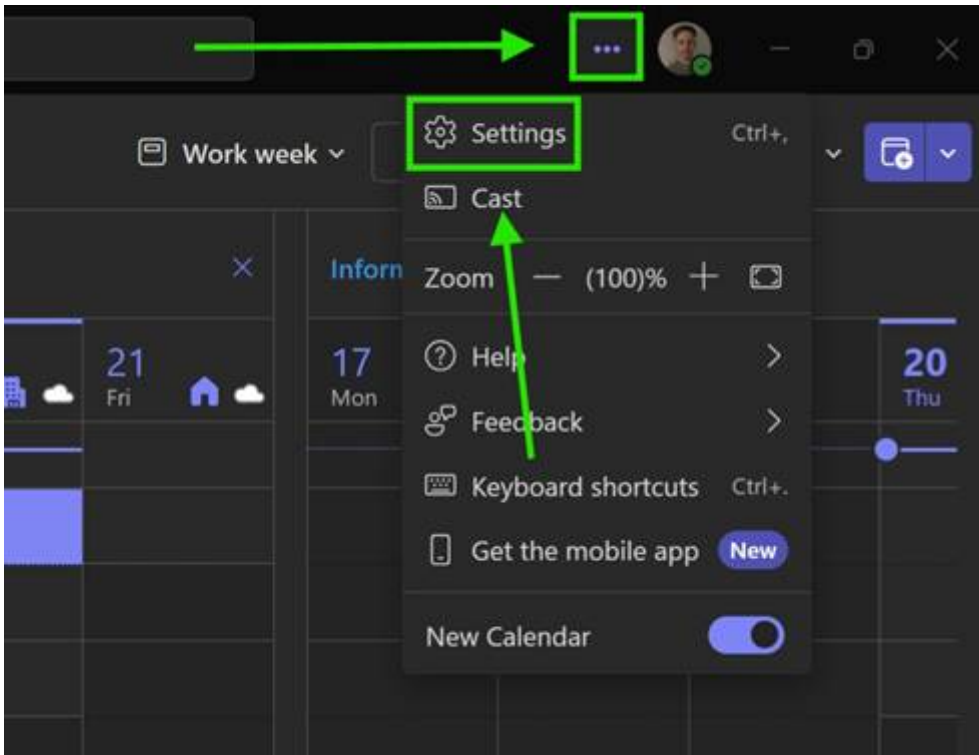 •••
Work week
Settings Ctrl+,
Cast
Inform
Zoom — (100)% +
21
Fri
17
Mon
20
Thu
Help
Feedback
Keyboard shortcuts Ctrl+.
Get the mobile app New
New Calendar